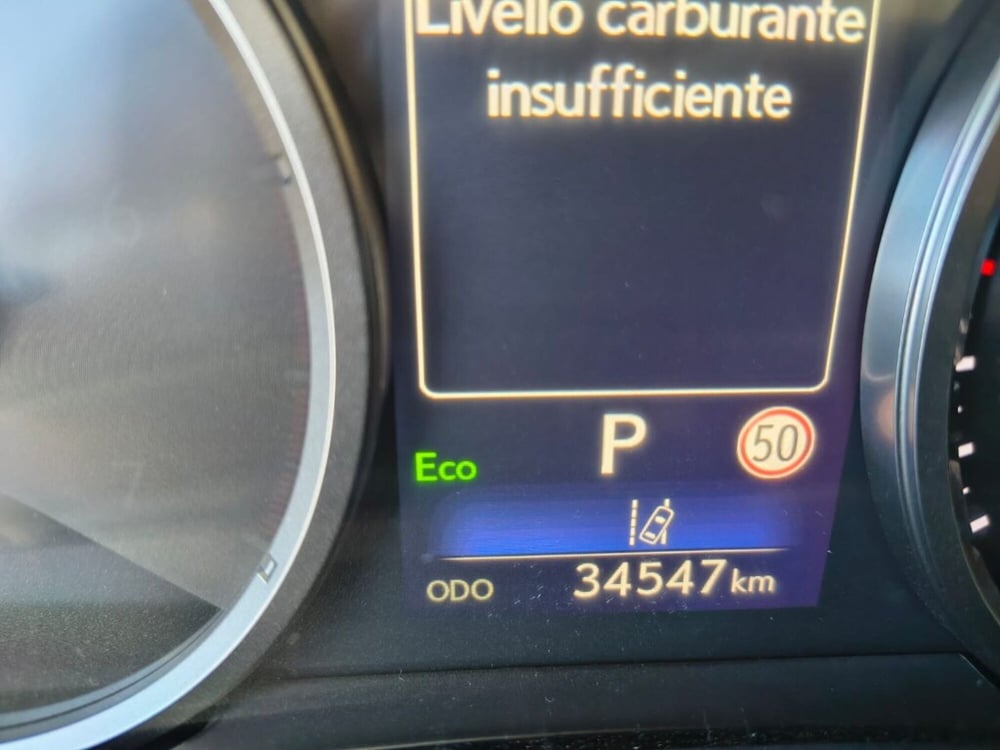 Livello carburante
insufficiente
P
50
Eco
ODO 34547 km